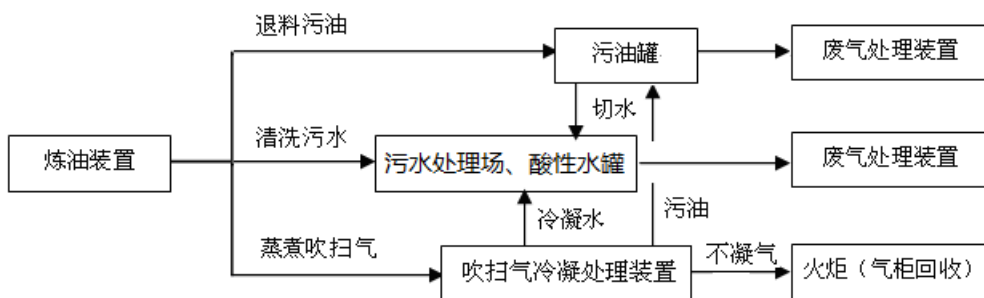 退料污油
污油罐
废气处理装置
切水
清洗污水
炼油装置
污水处理场、酸性水罐
废气处理装置
冷凝水
污油
蒸煮吹扫气
不凝气
吹扫气冷凝处理装置
火炬（气柜回收）